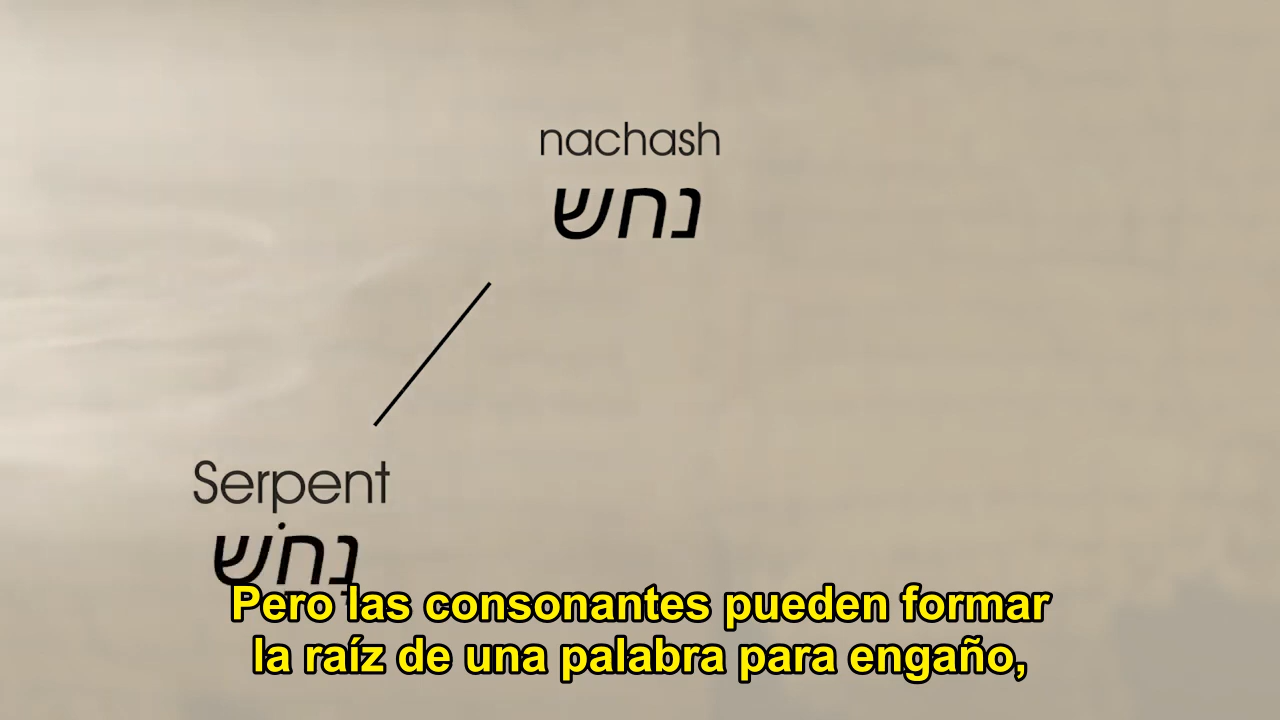 nachash
נחש
Serpent
נָחָשׁ
Pero las consonantes pueden formar
la raíz de una palabra para engaño,